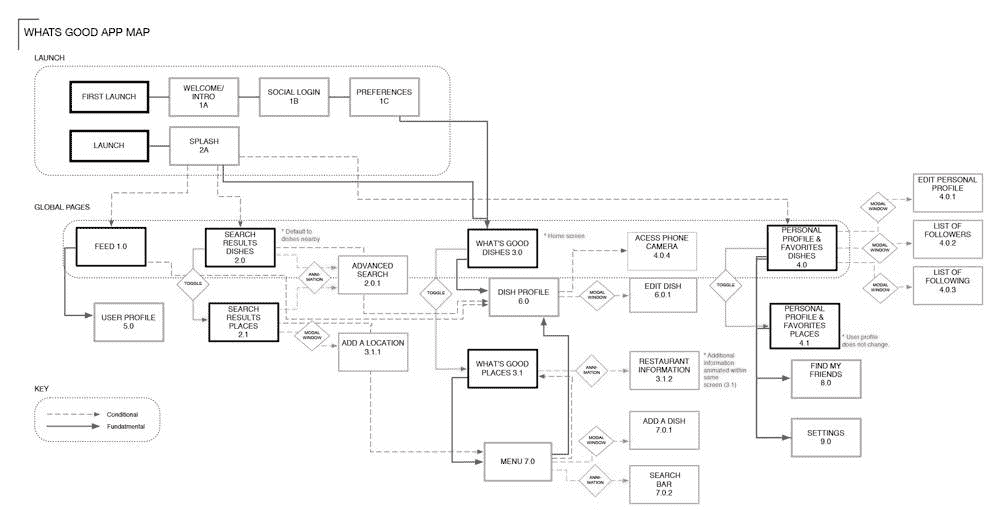 WHATS GOOD APP MAP
LAUNCH
FIRST LAUNCH
WELCOME/
INTRO
1A
SOCIAL LOGIN
1B
PREFERENCES
1C
LAUNCH
SPLASH
2A
GLOBAL PAGES
FEED 1.0
SEARCH
RESULTS
DISHES
2.0
* Default to
dishes nearby
WHAT'S GOOD
DISHES 3.0
* Home screen
ACESS PHONE
CAMERA
4.0.4
PERSONAL
PROFILE &
FAVORITES
DISHES
4.0
MODAL
WINDOW
EDIT PERSONAL
PROFILE
4.0.1
MODAL
WINDOW
LIST OF
FOLLOWERS
4.0.2
MODAL
WINDOW
LIST OF
FOLLOWING
4.0.3
TOGGLE
ANNI-
MATION
ADVANCED
SEARCH
2.0.1
TOGGLE
DISH PROFILE
6.0
MODAL
WINDOW
EDIT DISH
6.0.1
TOGGLE
USER PROFILE
5.0
SEARCH
RESULTS
PLACES
2.1
MODAL
WINDOW
ADD A LOCATION
3.1.1
PERSONAL
PROFILE &
FAVORITES
PLACES
4.1
* User profile
does not change.
WHAT'S GOOD
PLACES 3.1
ANNI-
MATION
RESTAURANT
INFORMATION
3.1.2
* Additional
information
animated within
same
screen (3.1)
FIND MY
FRIENDS
8.0
KEY
Conditional
Fundatmental
MENU 7.0
MODAL
WINDOW
ADD A DISH
7.0.1
ANNI-
MATION
SEARCH
BAR
7.0.2
SETTINGS
9.0